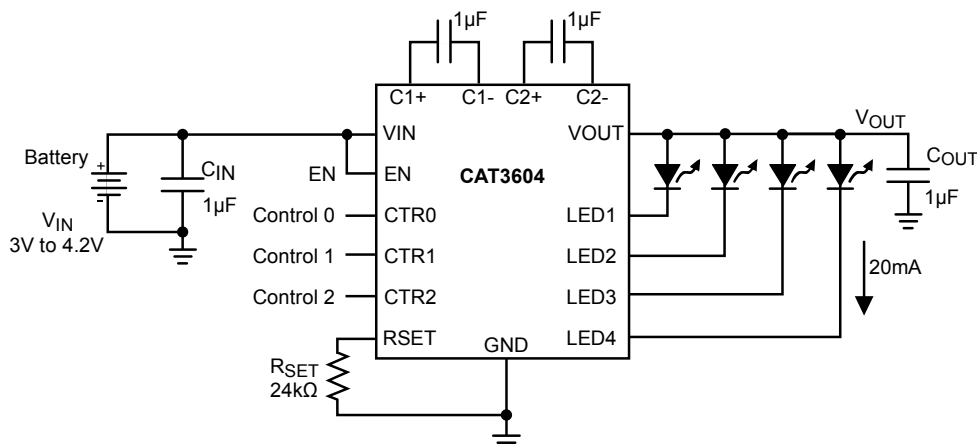 1µF
1µF
C1+
C1-
C2+
C2-
VIN
VOUT
VOUT
Battery
+
-
CIN
1µF
EN
EN
CAT3604
COUT
1µF
Control 0
CTR0
LED1
VIN
3V to 4.2V
Control 1
CTR1
LED2
20mA
Control 2
CTR2
LED3
RSET
GND
LED4
RSET
24kΩ